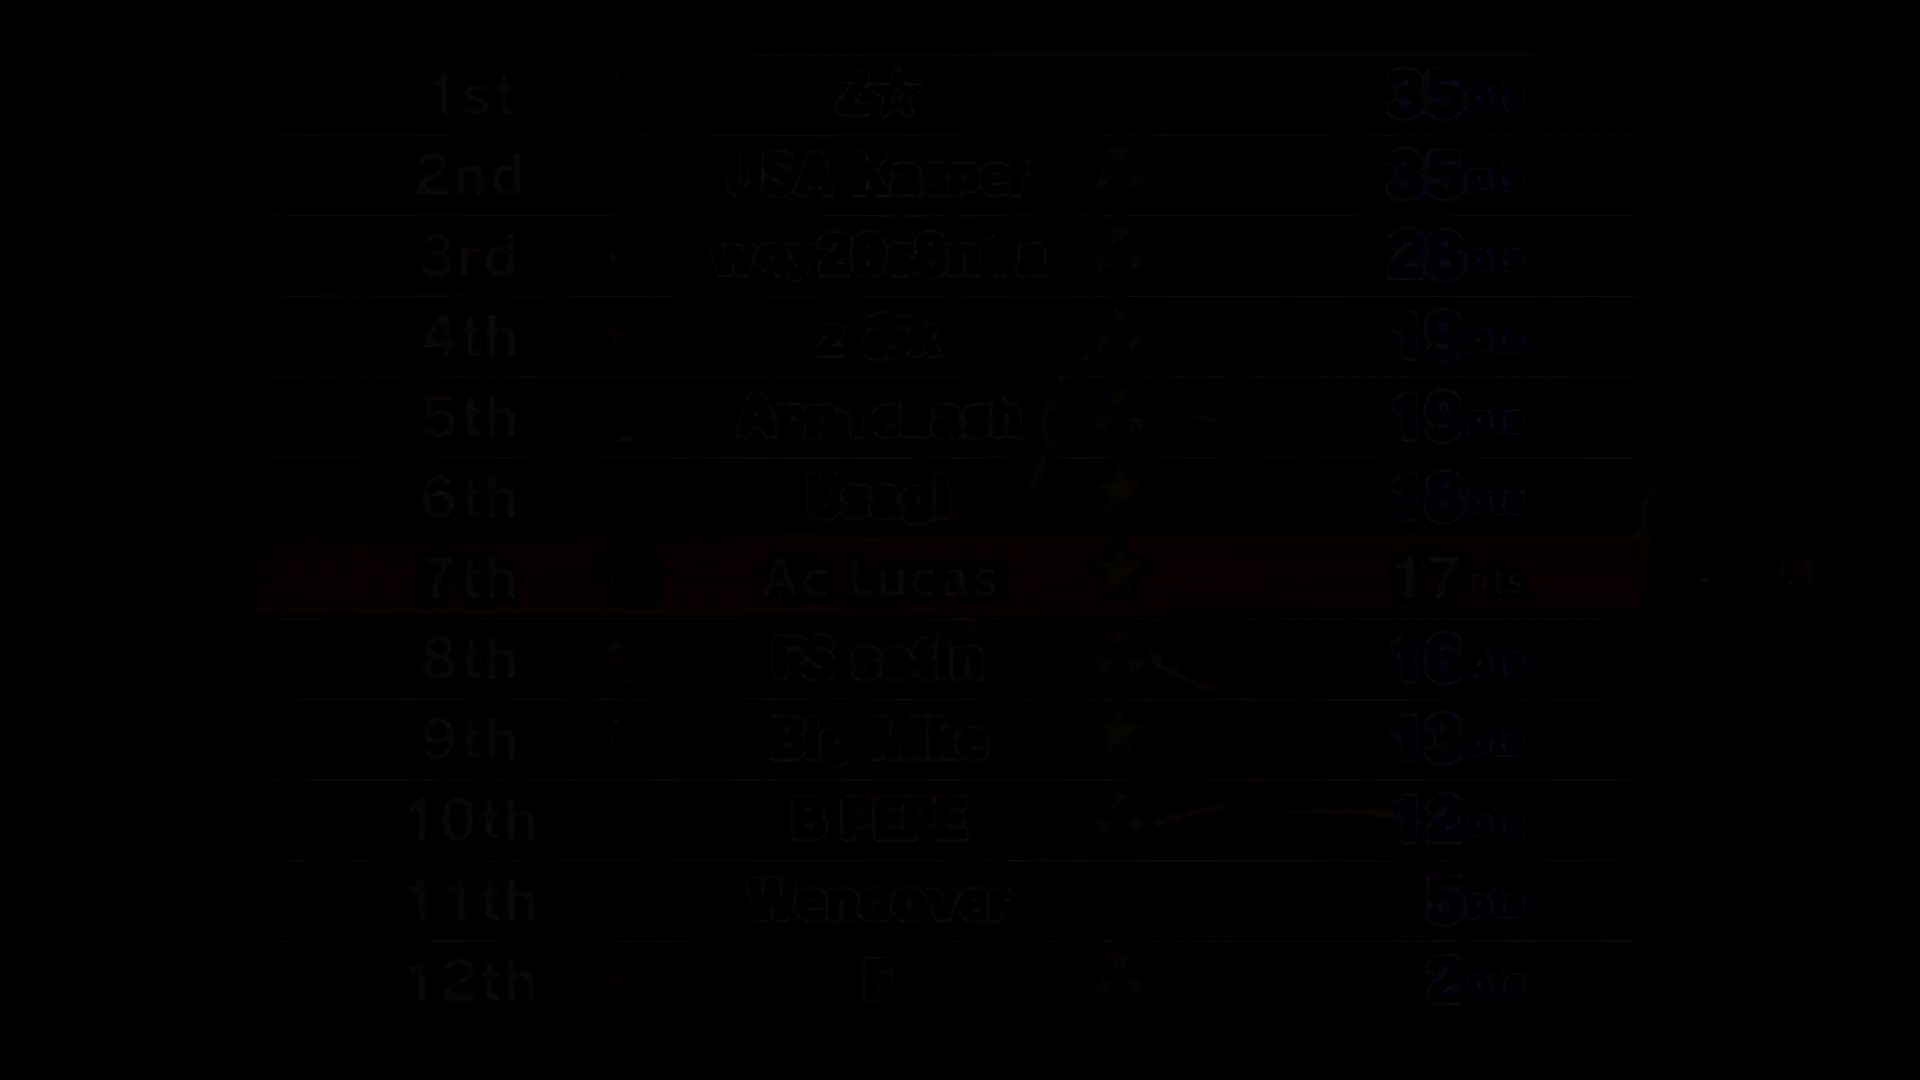 1st Z☆ 35pts
2nd USA Kasper 35pts
3rd 28pts
4th z 19pts
5th App1eLash 19pts
6th Usagi 18pts
7th Ac Lucas 17pts
8th FS satin 16pts
9th Big Mike 13pts
10th B PEPE 12pts
11th Wendover 5pts
12th F 2pts